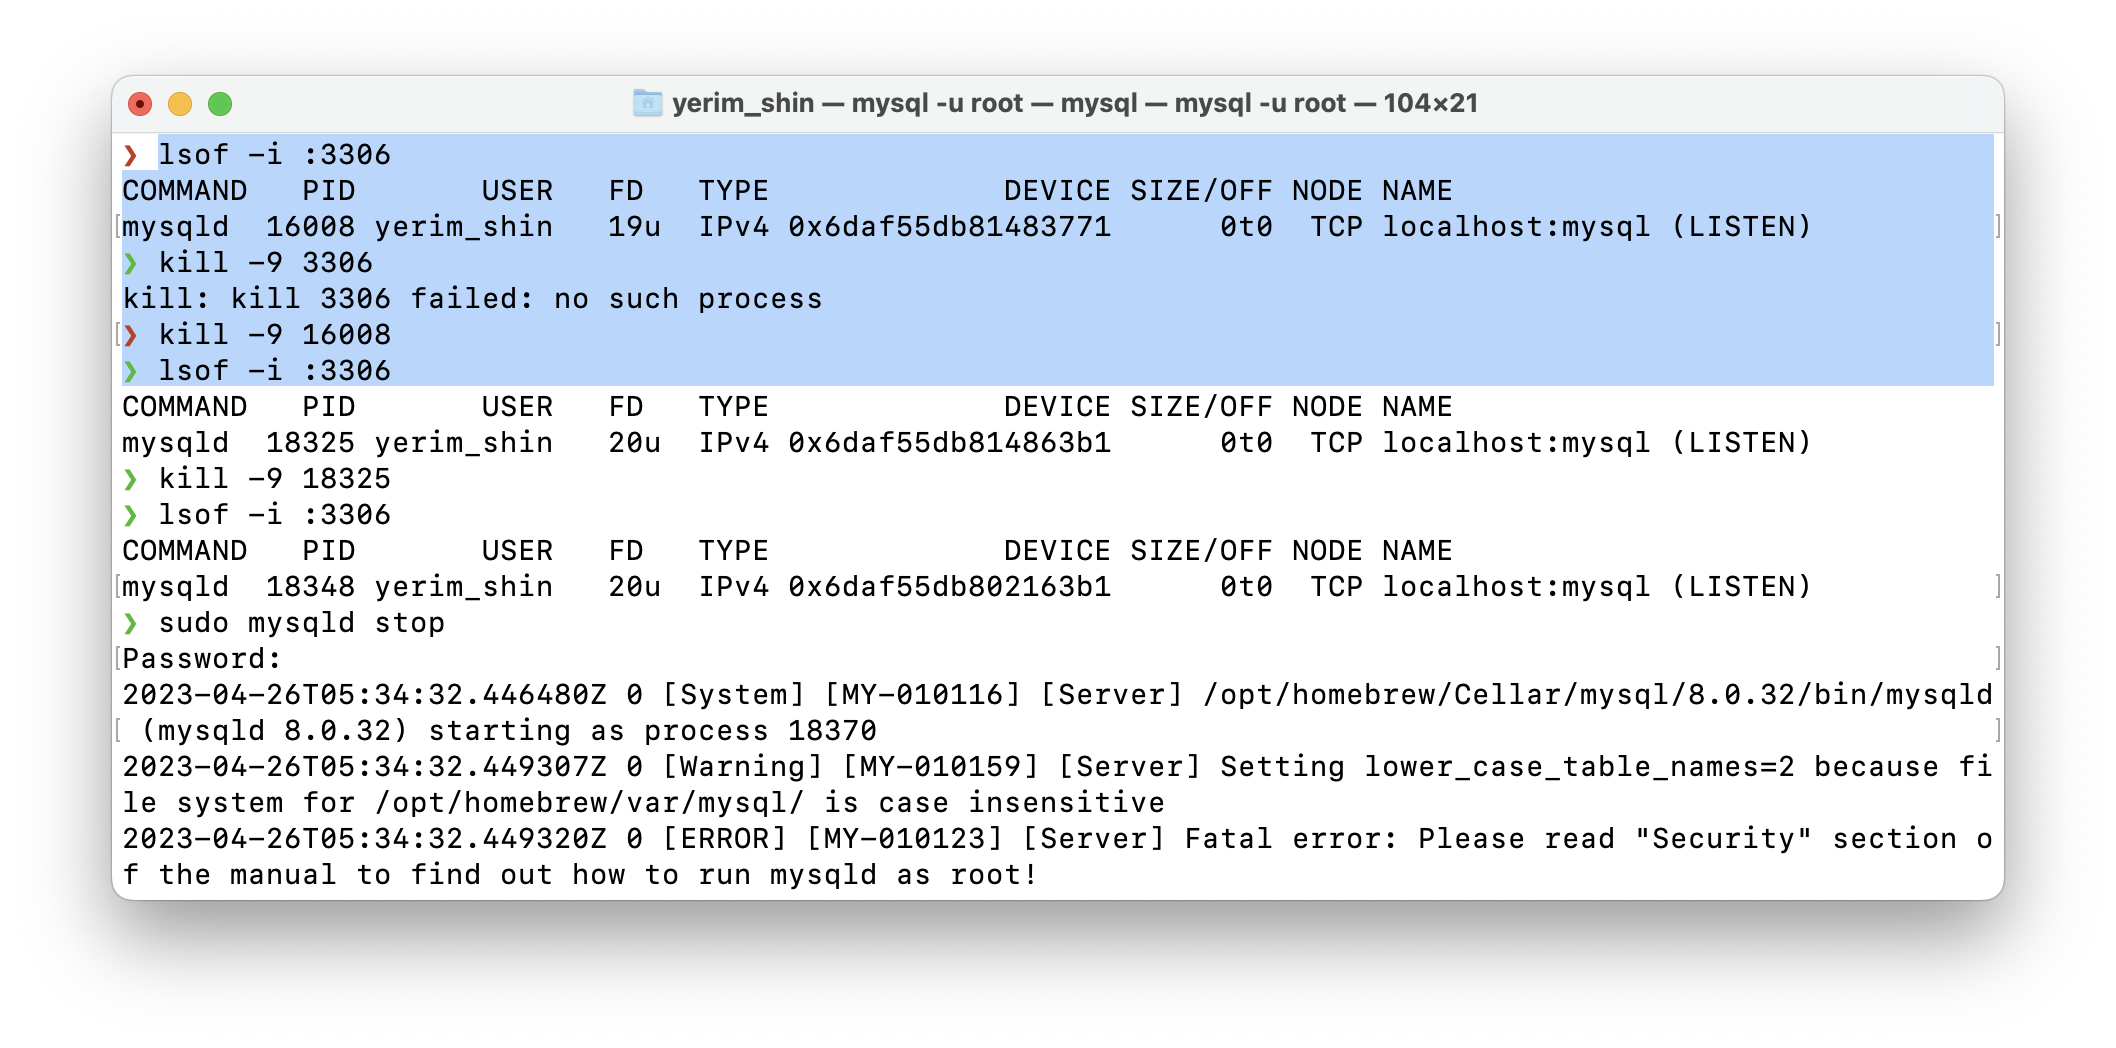 yerim_shin — mysql -u root — mysql — mysql -u root — 104×21
❯ lsof -i :3306
COMMAND   PID       USER   FD   TYPE             DEVICE SIZE/OFF NODE NAME
mysqld  16008 yerim_shin   19u  IPv4 0x6daf55db81483771      0t0  TCP localhost:mysql (LISTEN)
❯ kill -9 3306
kill: kill 3306 failed: no such process
❯ kill -9 16008
❯ lsof -i :3306
COMMAND   PID       USER   FD   TYPE             DEVICE SIZE/OFF NODE NAME
mysqld  18325 yerim_shin   20u  IPv4 0x6daf55db814863b1      0t0  TCP localhost:mysql (LISTEN)
❯ kill -9 18325
❯ lsof -i :3306
COMMAND   PID       USER   FD   TYPE             DEVICE SIZE/OFF NODE NAME
mysqld  18348 yerim_shin   20u  IPv4 0x6daf55db802163b1      0t0  TCP localhost:mysql (LISTEN)
❯ sudo mysqld stop
Password:
2023-04-26T05:34:32.446480Z 0 [System] [MY-010116] [Server] /opt/homebrew/Cellar/mysql/8.0.32/bin/mysqld
 (mysqld 8.0.32) starting as process 18370
2023-04-26T05:34:32.449307Z 0 [Warning] [MY-010159] [Server] Setting lower_case_table_names=2 because fi
le system for /opt/homebrew/var/mysql/ is case insensitive
2023-04-26T05:34:32.449320Z 0 [ERROR] [MY-010123] [Server] Fatal error: Please read "Security" section o
f the manual to find out how to run mysqld as root!